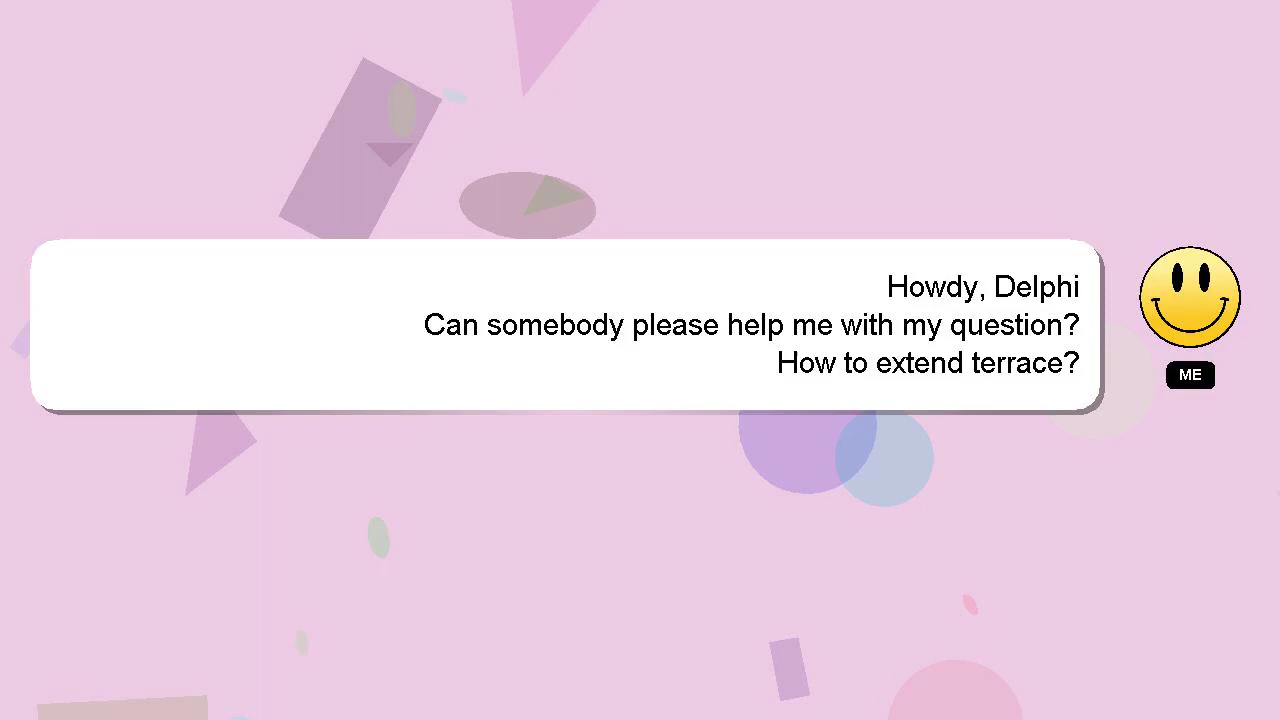 Howdy, Delphi
Can somebody please help me with my question?
How to extend terrace?
ME